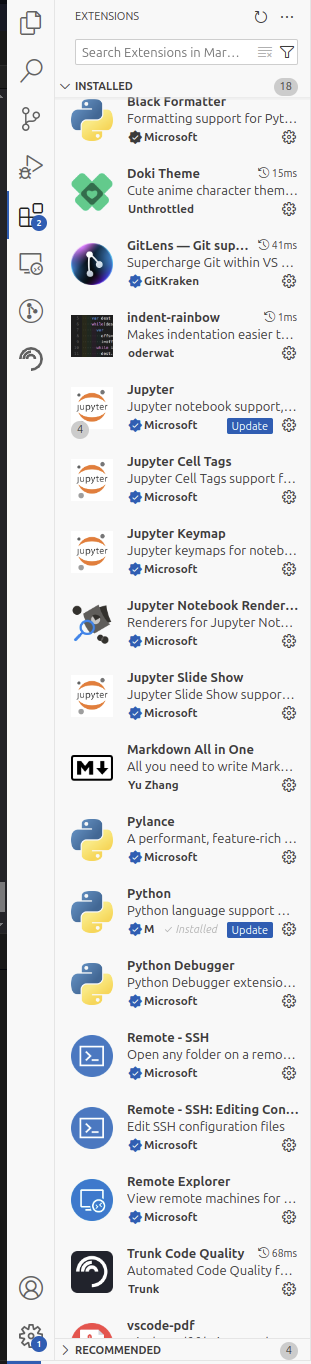 EXTENSIONS
Search Extensions in Mar...
INSTALLED 18
Black Formatter
Formatting support for Pyt...
Microsoft
Doki Theme 15ms
Cute anime character them...
Unthrottled
GitLens — Git sup... 41ms
Supercharge Git within VS ...
GitKraken
indent-rainbow 1ms
Makes indentation easier t...
oderwat
2
Jupyter
Jupyter notebook support,...
4
Microsoft Update
Jupyter Cell Tags
Jupyter Cell Tags support f...
Microsoft
Jupyter Keymap
Jupyter keymaps for noteb...
Microsoft
Jupyter Notebook Render...
Renderers for Jupyter Not...
Microsoft
Jupyter Slide Show
Jupyter Slide Show suppor...
Microsoft
Markdown All in One
All you need to write Mark...
Yu Zhang
Pylance
A performant, feature-rich ...
Microsoft
Python
Python language support ...
M ✓ Installed Update
Python Debugger
Python Debugger extensio...
Microsoft
Remote - SSH
Open any folder on a remo...
Microsoft
Remote - SSH: Editing Con...
Edit SSH configuration files
Microsoft
Remote Explorer
View remote machines for ...
Microsoft
Trunk Code Quality 68ms
Automated Code Quality f...
Trunk
vscode-pdf
1
RECOMMENDED 4